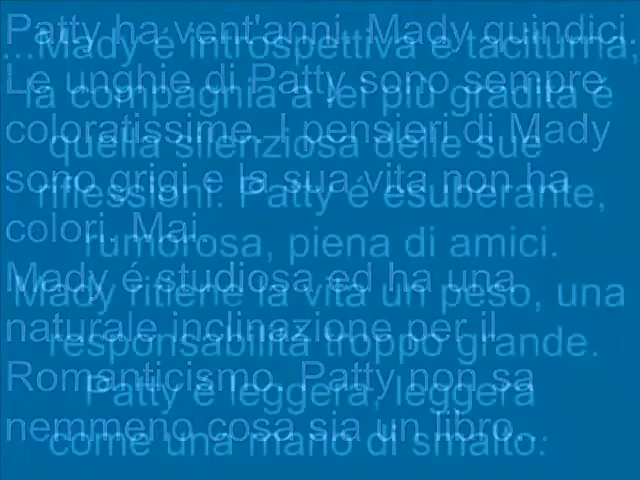 Patty ha vent'anni. Mady quindici.
Le unghie di Patty sono sempre
coloratissime. I pensieri di Mady
sono grigi e la sua vita non ha
colori. Mai.
Mady é studiosa ed ha una
naturale inclinazione per il
Romanticismo. Patty non sa
nemmeno cosa sia un libro.
...Mady é introspettiva e taciturna,
la compagnia a lei più gradita é
quella silenziosa delle sue
riflessioni. Patty é esuberante,
rumorosa, piena di amici.
Mady ritiene la vita un peso, una
responsabilità troppo grande.
Patty é leggera, leggera
come una mano di smalto.